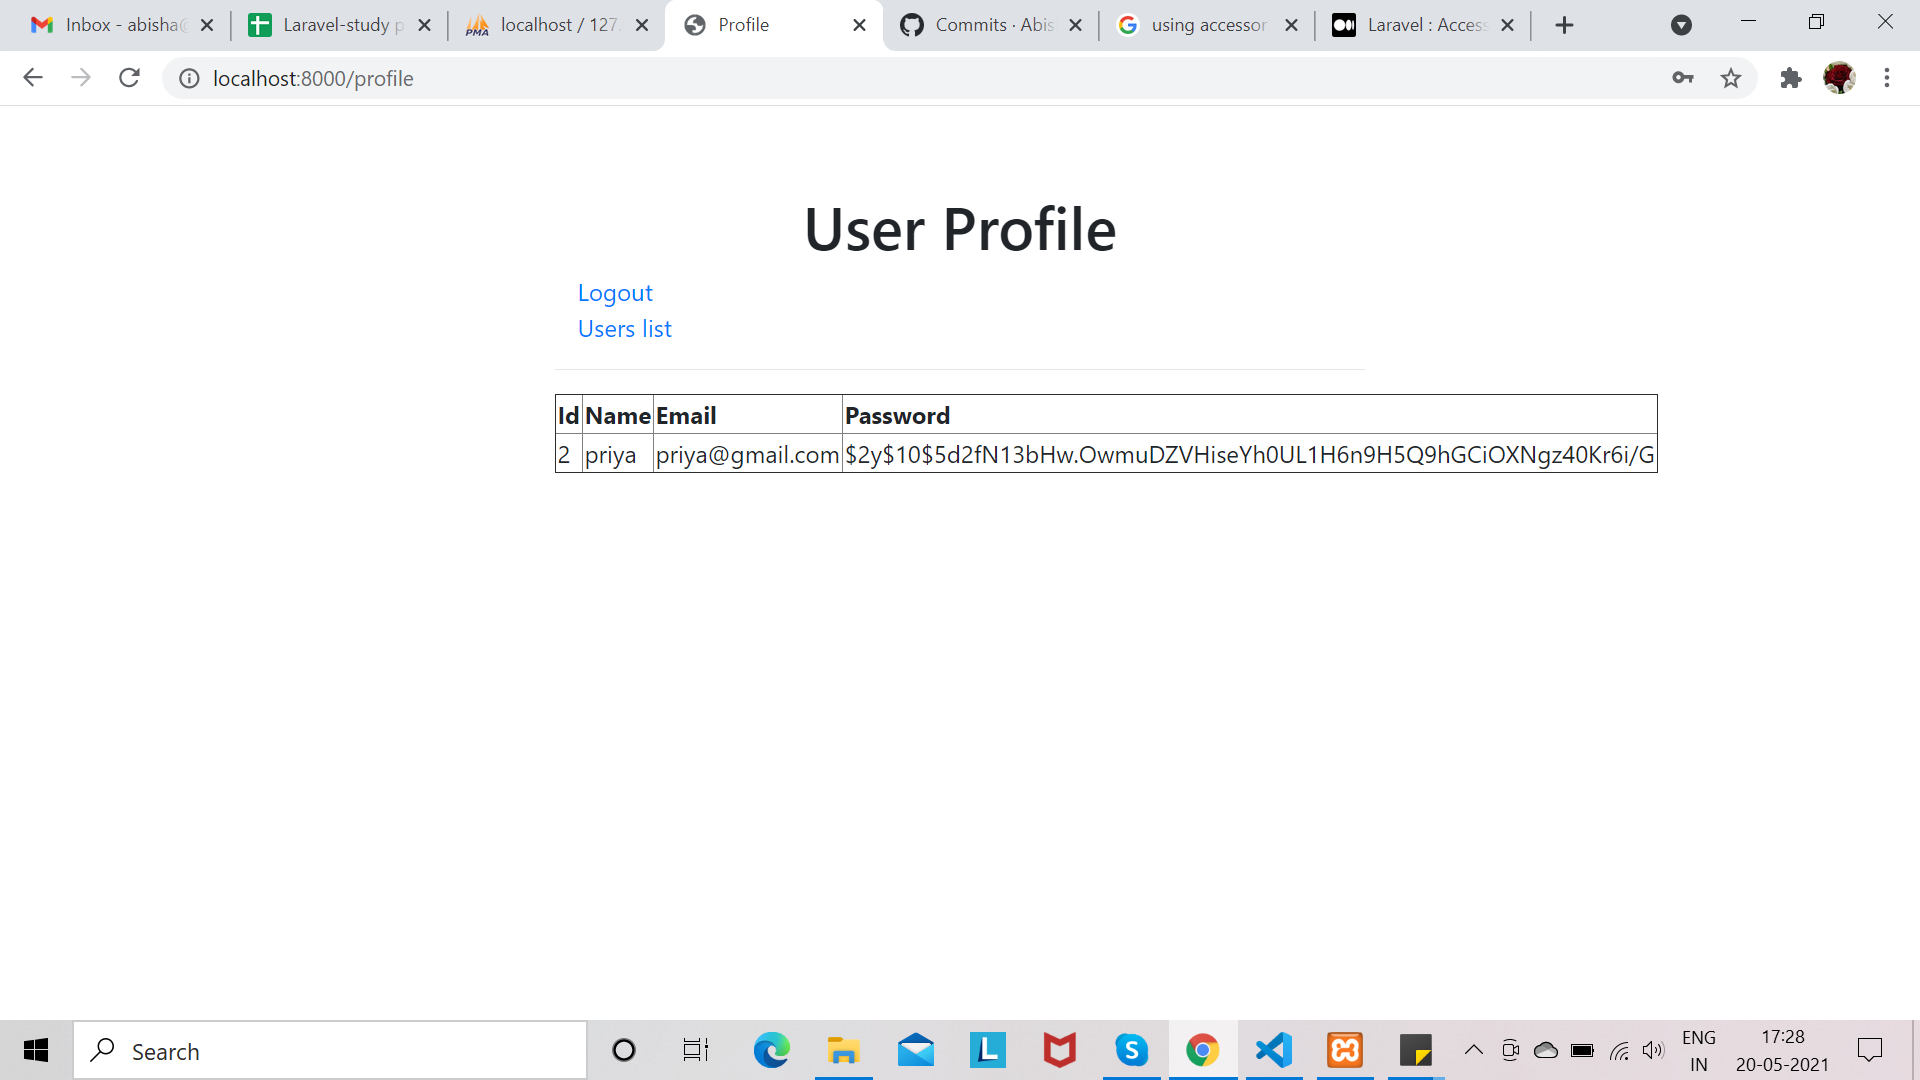 Inbox - abisha@
Laravel-study p
localhost / 127.
Profile
Commits · Abis
using accessor
Laravel : Access
localhost:8000/profile
User Profile
Logout
Users list
Id Name Email Password
2 priya priya@gmail.com $2y$10$5d2fN13bHw.OwmuDZVHiseYh0UL1H6n9H5Q9hGCiOXNgz40Kr6i/G
Search
ENG
IN
17:28
20-05-2021